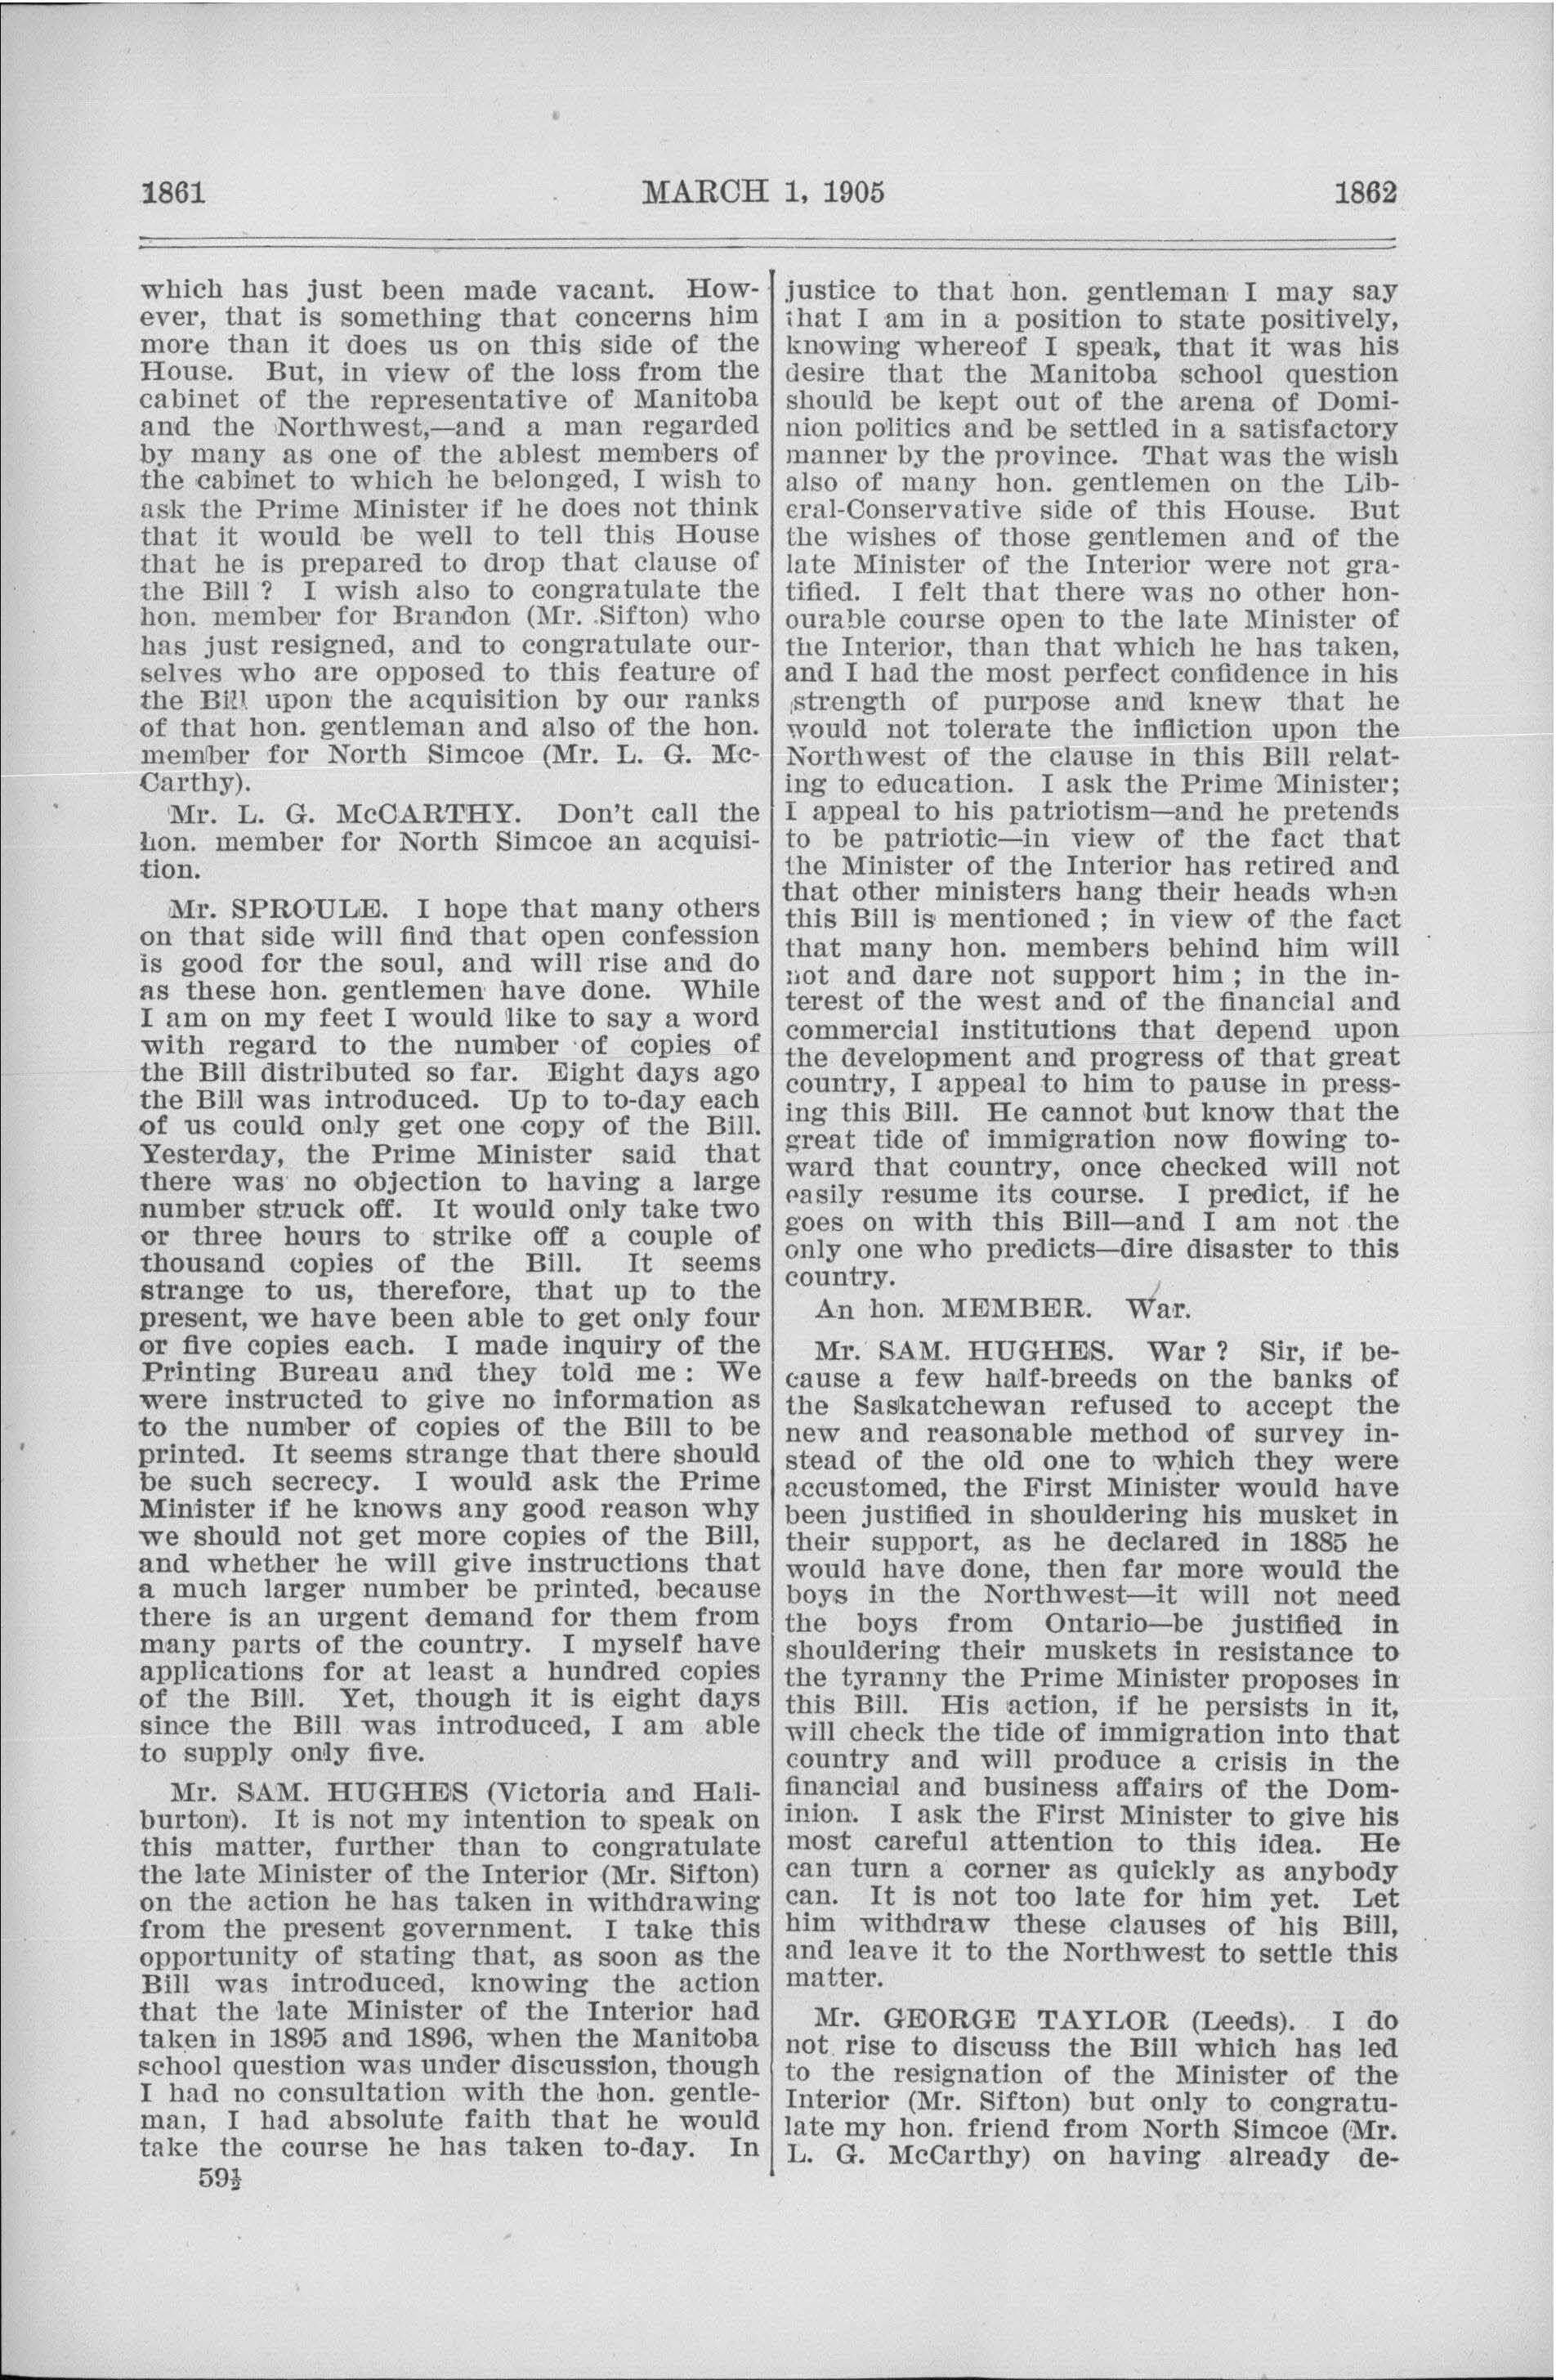 1861
MARCH 1, 1905
1862
which has just been made vacant. How-
ever, that is something that concerns him
more than it does us on this side of the
House. But, in view of the loss from the
cabinet of the representative of Manitoba
and the Northwest,—and a man regarded
by many as one of the ablest members of
the cabinet to which he belonged, I wish to
ask the Prime Minister if he does not think
that it would be well to tell this House
that he is prepared to drop that clause of
the Bill ? I wish also to congratulate the
hon. member for Brandon (Mr. Sifton) who
has just resigned, and to congratulate our-
selves who are opposed to this feature of
the Bill upon the acquisition by our ranks
of that hon. gentleman and also of the hon.
member for North Simcoe (Mr. L. G. Mc-
Carthy).
Mr. L. G. McCARTHY. Don't call the
hon. member for North Simcoe an acquisi-
tion.
Mr. SPROULE. I hope that many others
on that side will find that open confession
is good for the soul, and will rise and do
as these hon. gentlemen have done. While
I am on my feet I would like to say a word
with regard to the number of copies of
the Bill distributed so far. Eight days ago
the Bill was introduced. Up to to-day each
of us could only get one copy of the Bill.
Yesterday, the Prime Minister said that
there was no objection to having a large
number struck off. It would only take two
or three hours to strike off a couple of
thousand copies of the Bill. It seems
strange to us, therefore, that up to the
present, we have been able to get only four
or five copies each. I made inquiry of the
Printing Bureau and they told me : We
were instructed to give no information as
to the number of copies of the Bill to be
printed. It seems strange that there should
be such secrecy. I would ask the Prime
Minister if he knows any good reason why
we should not get more copies of the Bill,
and whether he will give instructions that
a much larger number be printed, because
there is an urgent demand for them from
many parts of the country. I myself have
applications for at least a hundred copies
of the Bill. Yet, though it is eight days
since the Bill was introduced, I am able
to supply only five.
Mr. SAM. HUGHES (Victoria and Hali-
burton). It is not my intention to speak on
this matter, further than to congratulate
the late Minister of the Interior (Mr. Sifton)
on the action he has taken in withdrawing
from the present government. I take this
opportunity of stating that, as soon as the
Bill was introduced, knowing the action
that the late Minister of the Interior had
taken in 1895 and 1896, when the Manitoba
school question was under discussion, though
I had no consultation with the hon. gentle-
man, I had absolute faith that he would
take the course he has taken to-day. In
59½
justice to that hon. gentleman I may say
that I am in a position to state positively,
knowing whereof I speak, that it was his
desire that the Manitoba school question
should be kept out of the arena of Domi-
nion politics and be settled in a satisfactory
manner by the province. That was the wish
also of many hon. gentlemen on the Lib-
eral-Conservative side of this House. But
the wishes of those gentlemen and of the
late Minister of the Interior were not gra-
tified. I felt that there was no other hon-
ourable course open to the late Minister of
the Interior, than that which he has taken,
and I had the most perfect confidence in his
strength of purpose and knew that he
would not tolerate the infliction upon the
Northwest of the clause in this Bill relat-
ing to education. I ask the Prime Minister;
I appeal to his patriotism—and he pretends
to be patriotic—in view of the fact that
the Minister of the Interior has retired and
that other ministers hang their heads when
this Bill is mentioned ; in view of the fact
that many hon. members behind him will
not and dare not support him ; in the in-
terest of the west and of the financial and
commercial institutions that depend upon
the development and progress of that great
country, I appeal to him to pause in press-
ing this Bill. He cannot but know that the
great tide of immigration now flowing to-
ward that country, once checked will not
easily resume its course. I predict, if he
goes on with this Bill—and I am not the
only one who predicts—dire disaster to this
country.
An hon. MEMBER. War.
Mr. SAM. HUGHES. War ? Sir, if be-
cause a few half-breeds on the banks of
the Saskatchewan refused to accept the
new and reasonable method of survey in-
stead of the old one to which they were
accustomed, the First Minister would have
been justified in shouldering his musket in
their support, as he declared in 1885 he
would have done, then far more would the
boys in the Northwest—it will not need
the boys from Ontario—be justified in
shouldering their muskets in resistance to
the tyranny the Prime Minister proposes in
this Bill. His action, if he persists in it,
will check the tide of immigration into that
country and will produce a crisis in the
financial and business affairs of the Dom-
inion. I ask the First Minister to give his
most careful attention to this idea. He
can turn a corner as quickly as anybody
can. It is not too late for him yet. Let
him withdraw these clauses of his Bill,
and leave it to the Northwest to settle this
matter.
Mr. GEORGE TAYLOR (Leeds). I do
not rise to discuss the Bill which has led
to the resignation of the Minister of the
Interior (Mr. Sifton) but only to congratu-
late my hon. friend from North Simcoe (Mr.
L. G. McCarthy) on having already de-